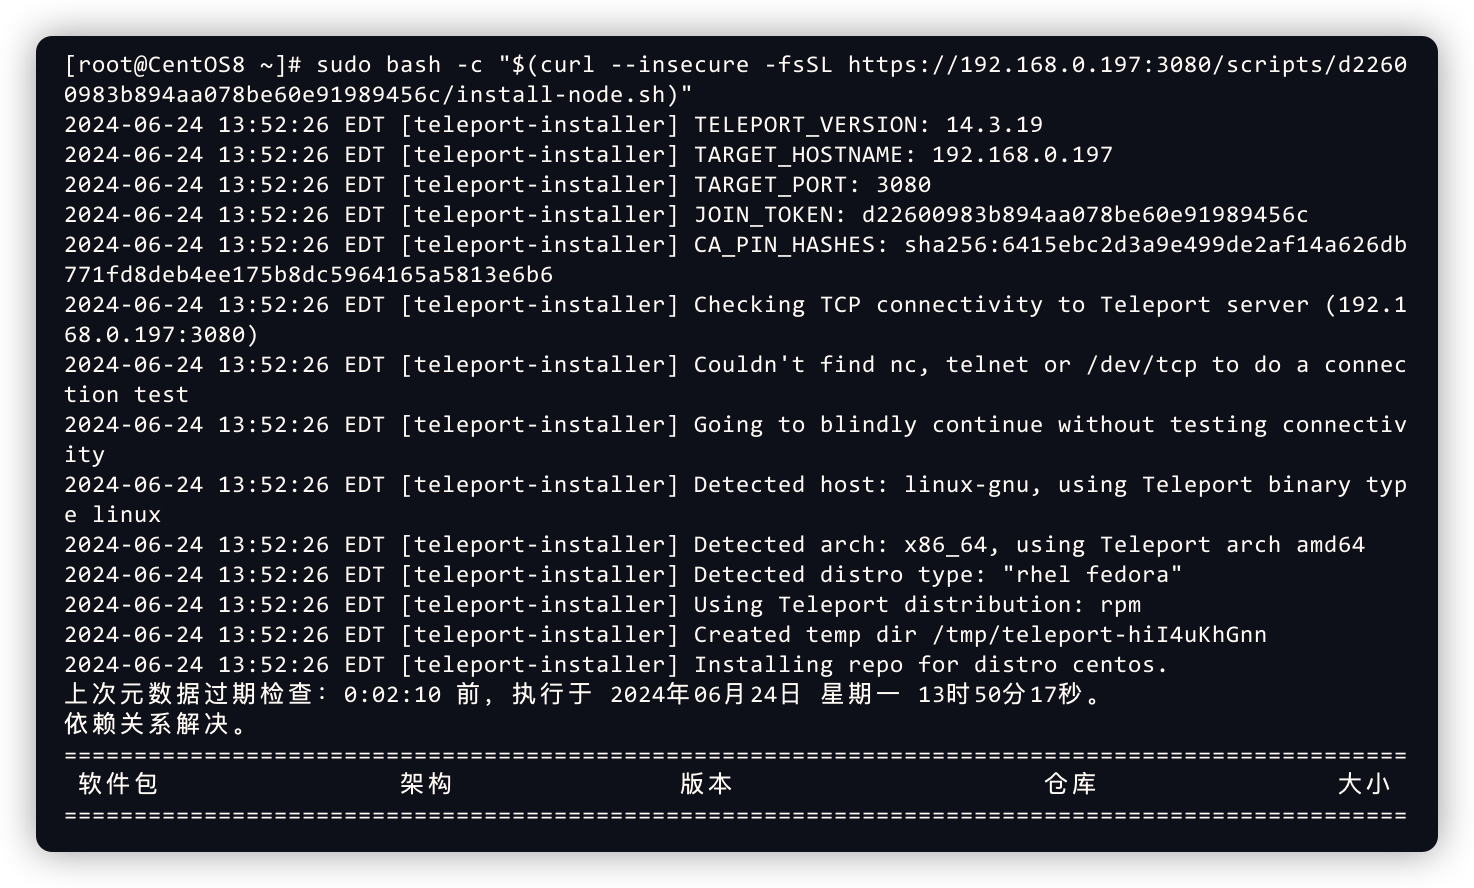 [root@CentOS8 ~]# sudo bash -c "$(curl --insecure -fsSL https://192.168.0.197:3080/scripts/d2260
0983b894aa078be60e91989456c/install-node.sh)"
2024-06-24 13:52:26 EDT [teleport-installer] TELEPORT_VERSION: 14.3.19
2024-06-24 13:52:26 EDT [teleport-installer] TARGET_HOSTNAME: 192.168.0.197
2024-06-24 13:52:26 EDT [teleport-installer] TARGET_PORT: 3080
2024-06-24 13:52:26 EDT [teleport-installer] JOIN_TOKEN: d22600983b894aa078be60e91989456c
2024-06-24 13:52:26 EDT [teleport-installer] CA_PIN_HASHES: sha256:6415ebc2d3a9e499de2af14a626db
771fd8deb4ee175b8dc5964165a5813e6b6
2024-06-24 13:52:26 EDT [teleport-installer] Checking TCP connectivity to Teleport server (192.1
68.0.197:3080)
2024-06-24 13:52:26 EDT [teleport-installer] Couldn't find nc, telnet or /dev/tcp to do a connec
tion test
2024-06-24 13:52:26 EDT [teleport-installer] Going to blindly continue without testing connectiv
ity
2024-06-24 13:52:26 EDT [teleport-installer] Detected host: linux-gnu, using Teleport binary typ
e linux
2024-06-24 13:52:26 EDT [teleport-installer] Detected arch: x86_64, using Teleport arch amd64
2024-06-24 13:52:26 EDT [teleport-installer] Detected distro type: "rhel fedora"
2024-06-24 13:52:26 EDT [teleport-installer] Using Teleport distribution: rpm
2024-06-24 13:52:26 EDT [teleport-installer] Created temp dir /tmp/teleport-hiI4uKhGnn
2024-06-24 13:52:26 EDT [teleport-installer] Installing repo for distro centos.
上次元数据过期检查：0:02:10 前，执行于 2024年06月24日 星期一 13时50分17秒。
依赖关系解决。
================================================================================================
软件包 架构 版本 仓库 大小
================================================================================================